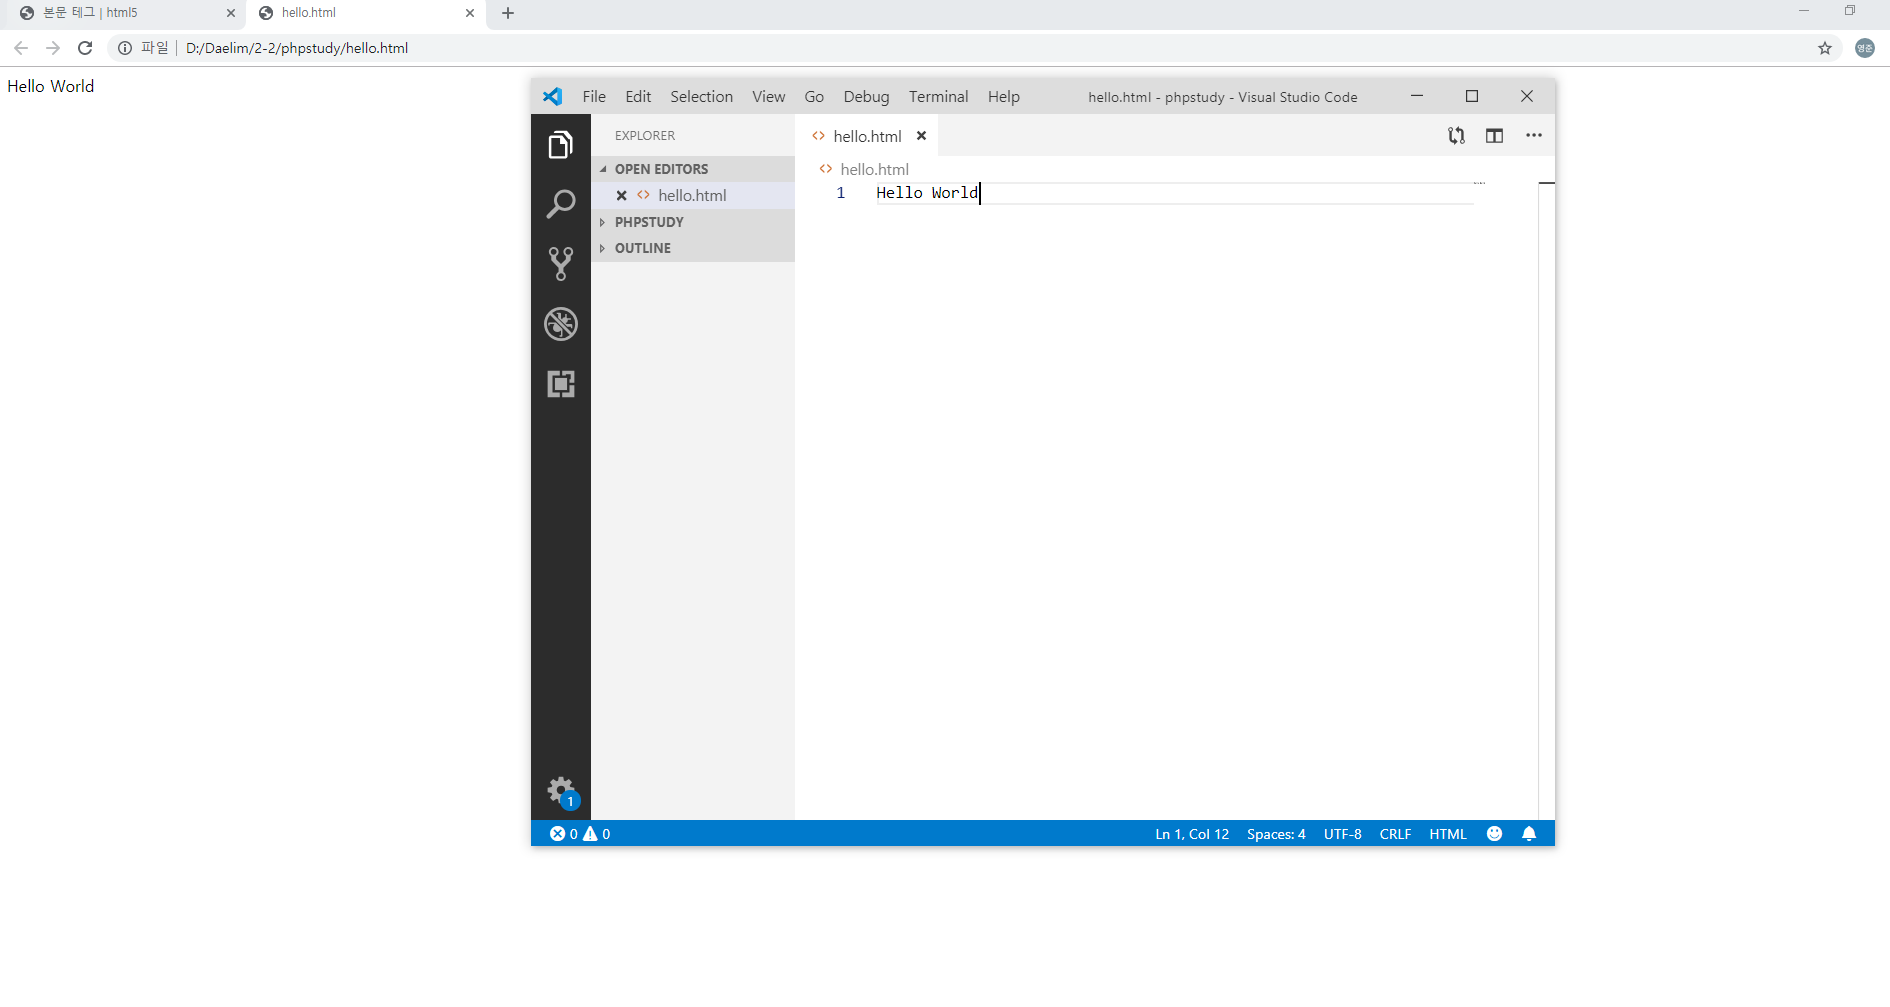 본문 테그 | html5
hello.html
파일 | D:/Daelim/2-2/phpstudy/hello.html
영준
Hello World
File Edit Selection View Go Debug Terminal Help
hello.html - phpstudy - Visual Studio Code
EXPLORER
OPEN EDITORS
hello.html
PHPSTUDY
OUTLINE
hello.html
hello.html
1 Hello World
1
0 0
Ln 1, Col 12 Spaces: 4 UTF-8 CRLF HTML